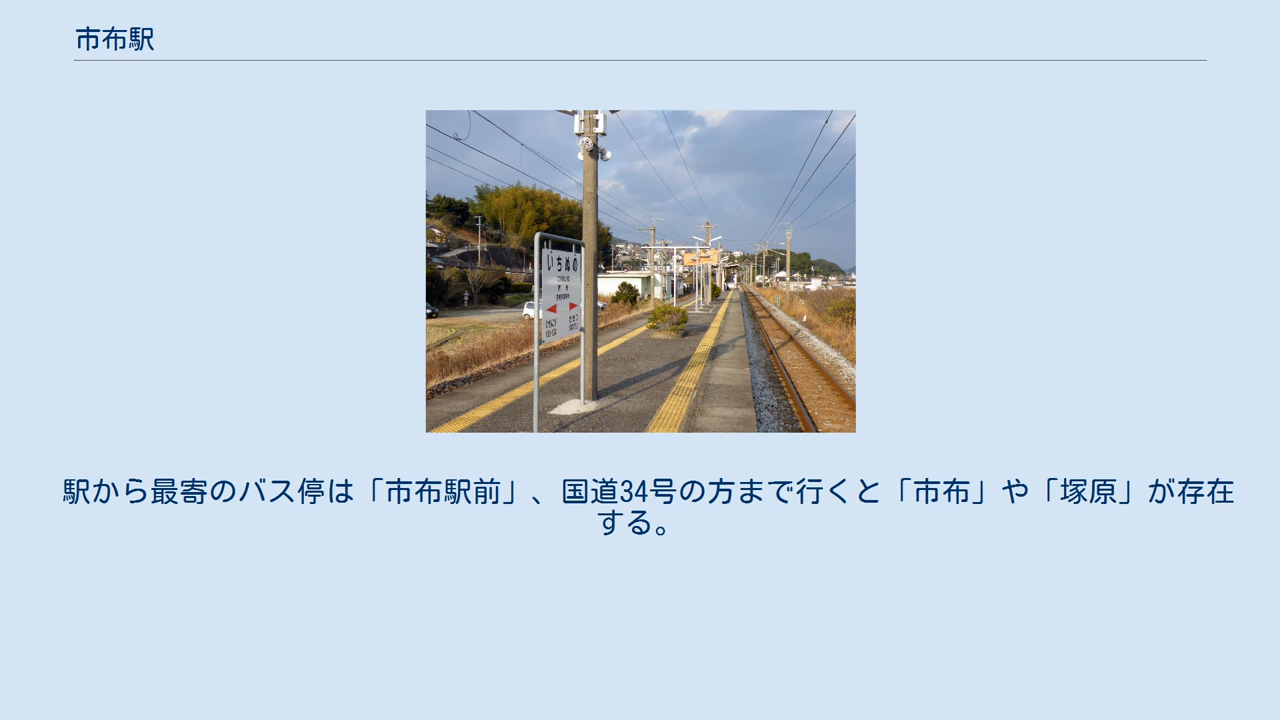 市布駅
いちぬの
駅から最寄のバス停は「市布駅前」、国道34号の方まで行くと「市布」や「塚原」が存在
する。